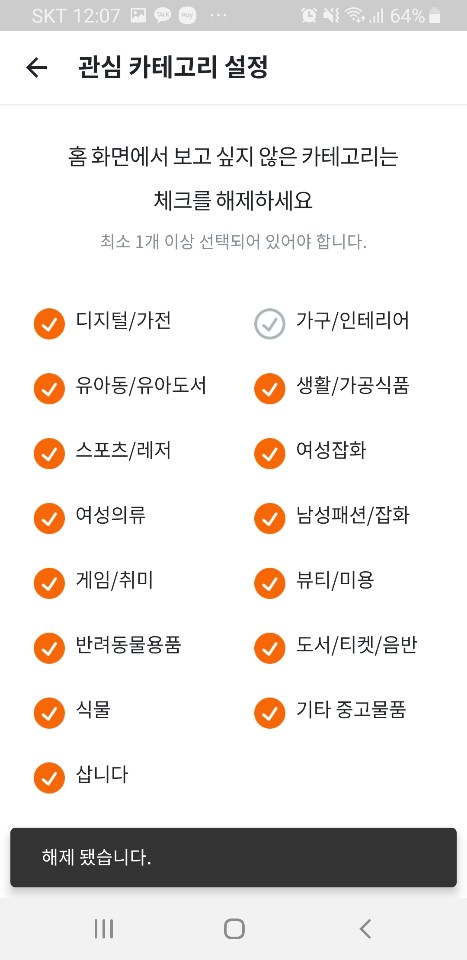 SKT 12:07 TALK Pay ... 64%
관심 카테고리 설정
홈 화면에서 보고 싶지 않은 카테고리는
체크를 해제하세요
최소 1개 이상 선택되어 있어야 합니다.
디지털/가전 가구/인테리어
유아동/유아도서 생활/가공식품
스포츠/레저 여성잡화
여성의류 남성패션/잡화
게임/취미 뷰티/미용
반려동물용품 도서/티켓/음반
식물 기타 중고물품
삽니다
해제 됐습니다.